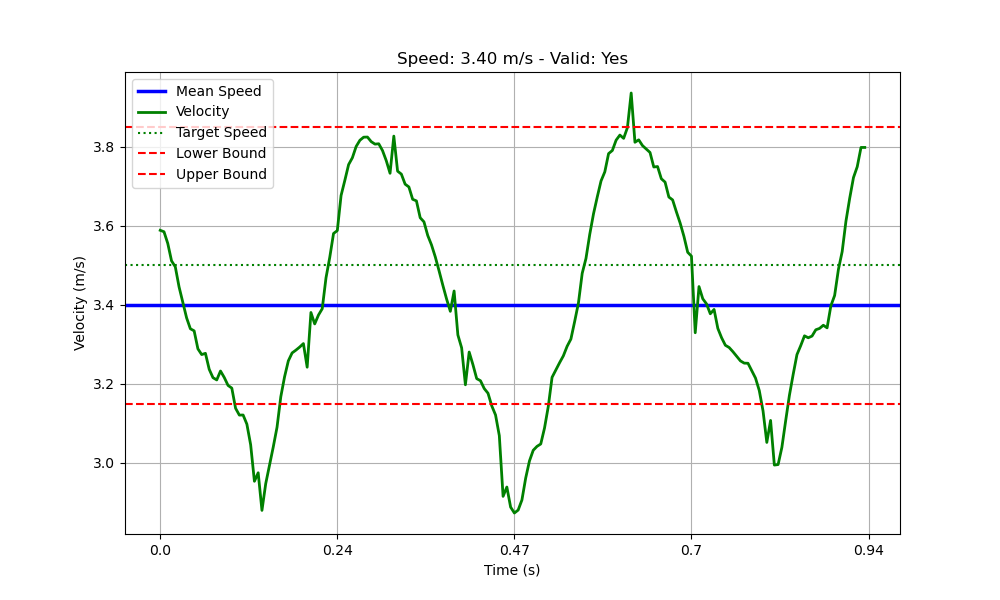 Speed: 3.40 m/s - Valid: Yes
Mean Speed
Velocity
Target Speed
Lower Bound
Upper Bound
3.8
3.6
3.4
3.2
3.0
Velocity (m/s)
0.0 0.24 0.47 0.7 0.94
Time (s)